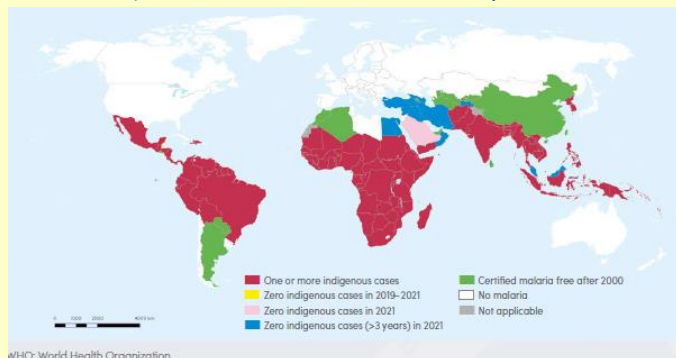 One or more indigenous cases
Zero indigenous cases in 2019–2021
Zero indigenous cases in 2021
Zero indigenous cases (>3 years) in 2021
Certified malaria free after 2000
No malaria
Not applicable
WHO: World Health Organization